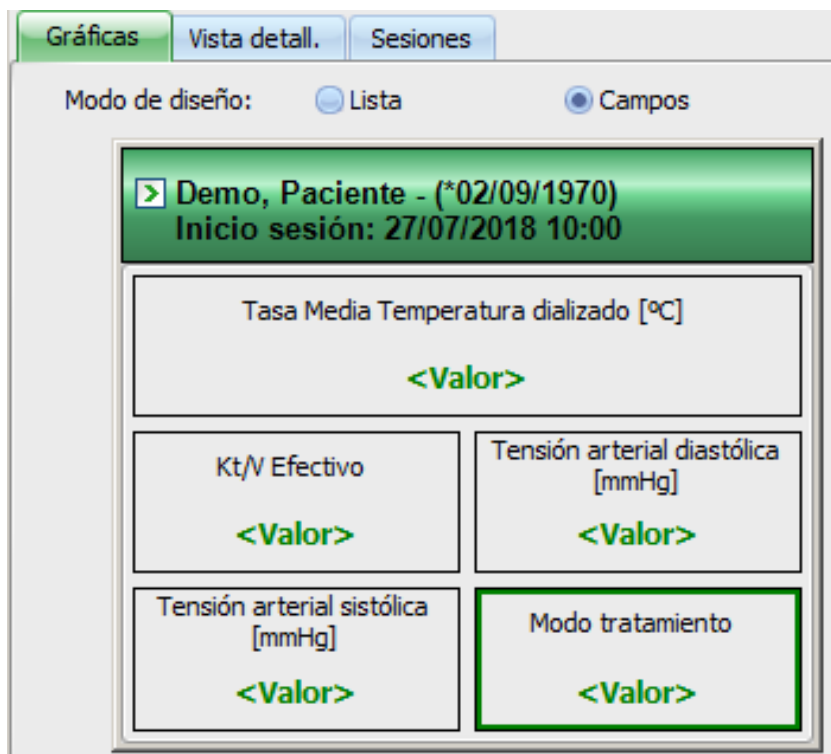 Gráficas Vista detall. Sesiones
Modo de diseño: Lista Campos
Demo, Paciente - (*02/09/1970)
Inicio sesión: 27/07/2018 10:00
Tasa Media Temperatura dializado [ºC]
<Valor>
Kt/V Efectivo
<Valor>
Tensión arterial diastólica
[mmHg]
<Valor>
Tensión arterial sistólica
[mmHg]
<Valor>
Modo tratamiento
<Valor>